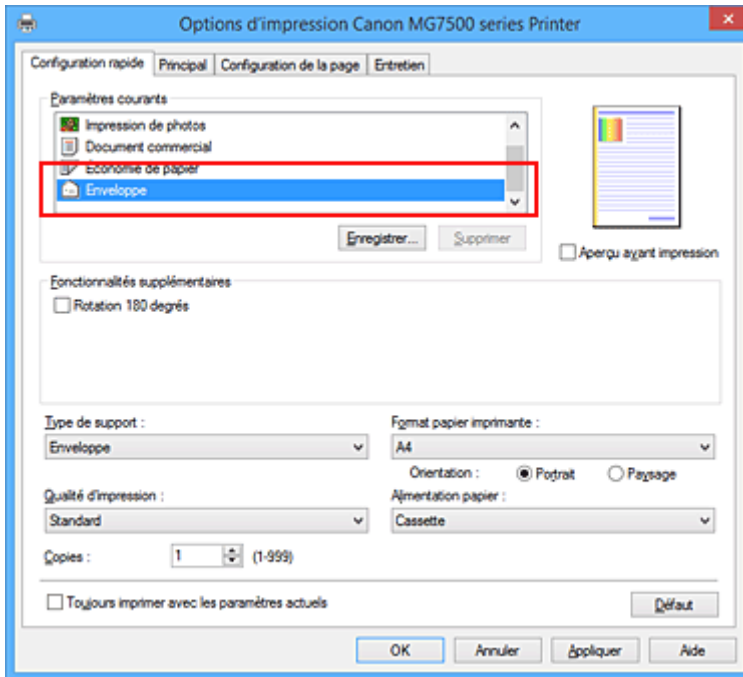 Options d'impression Canon MG7500 series Printer
Configuration rapide Principal Configuration de la page Entretien
Paramètres courants
Impression de photos
Document commercial
Économie de papier
Enveloppe
Enregistrer... Supprimer
Aperçu avant impression
Fonctionnalités supplémentaires
Rotation 180 degrés
Type de support :
Enveloppe
Format papier imprimante :
A4
Orientation : Portrait Paysage
Qualité d'impression :
Standard
Alimentation papier :
Cassette
Copies : 1 (1-999)
Toujours imprimer avec les paramètres actuels
Défaut
OK Annuler Appliquer Aide